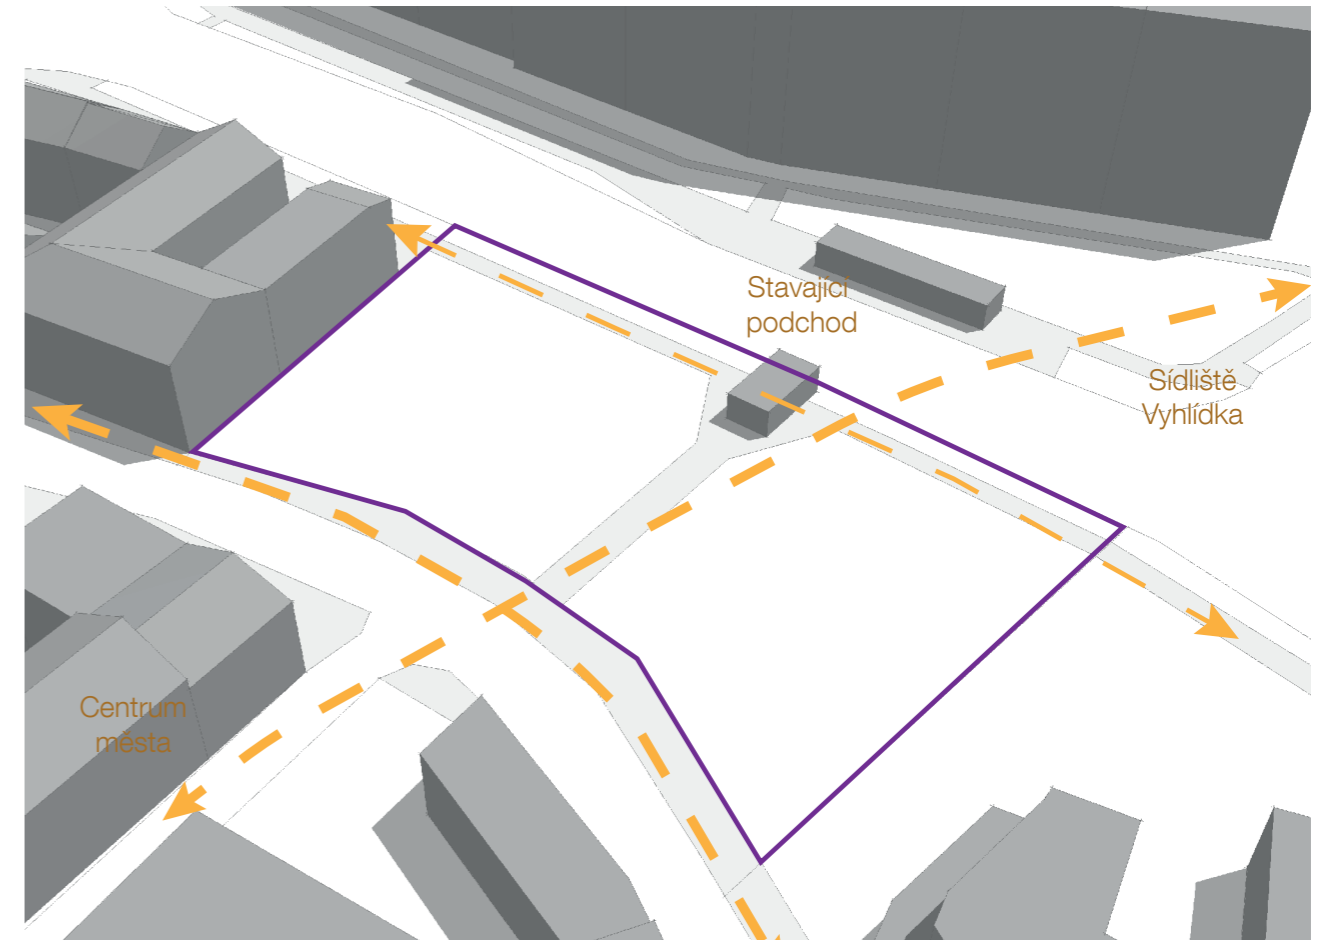 Stavající
podchod
Sídliště
Vyhlídka
Centrum
města